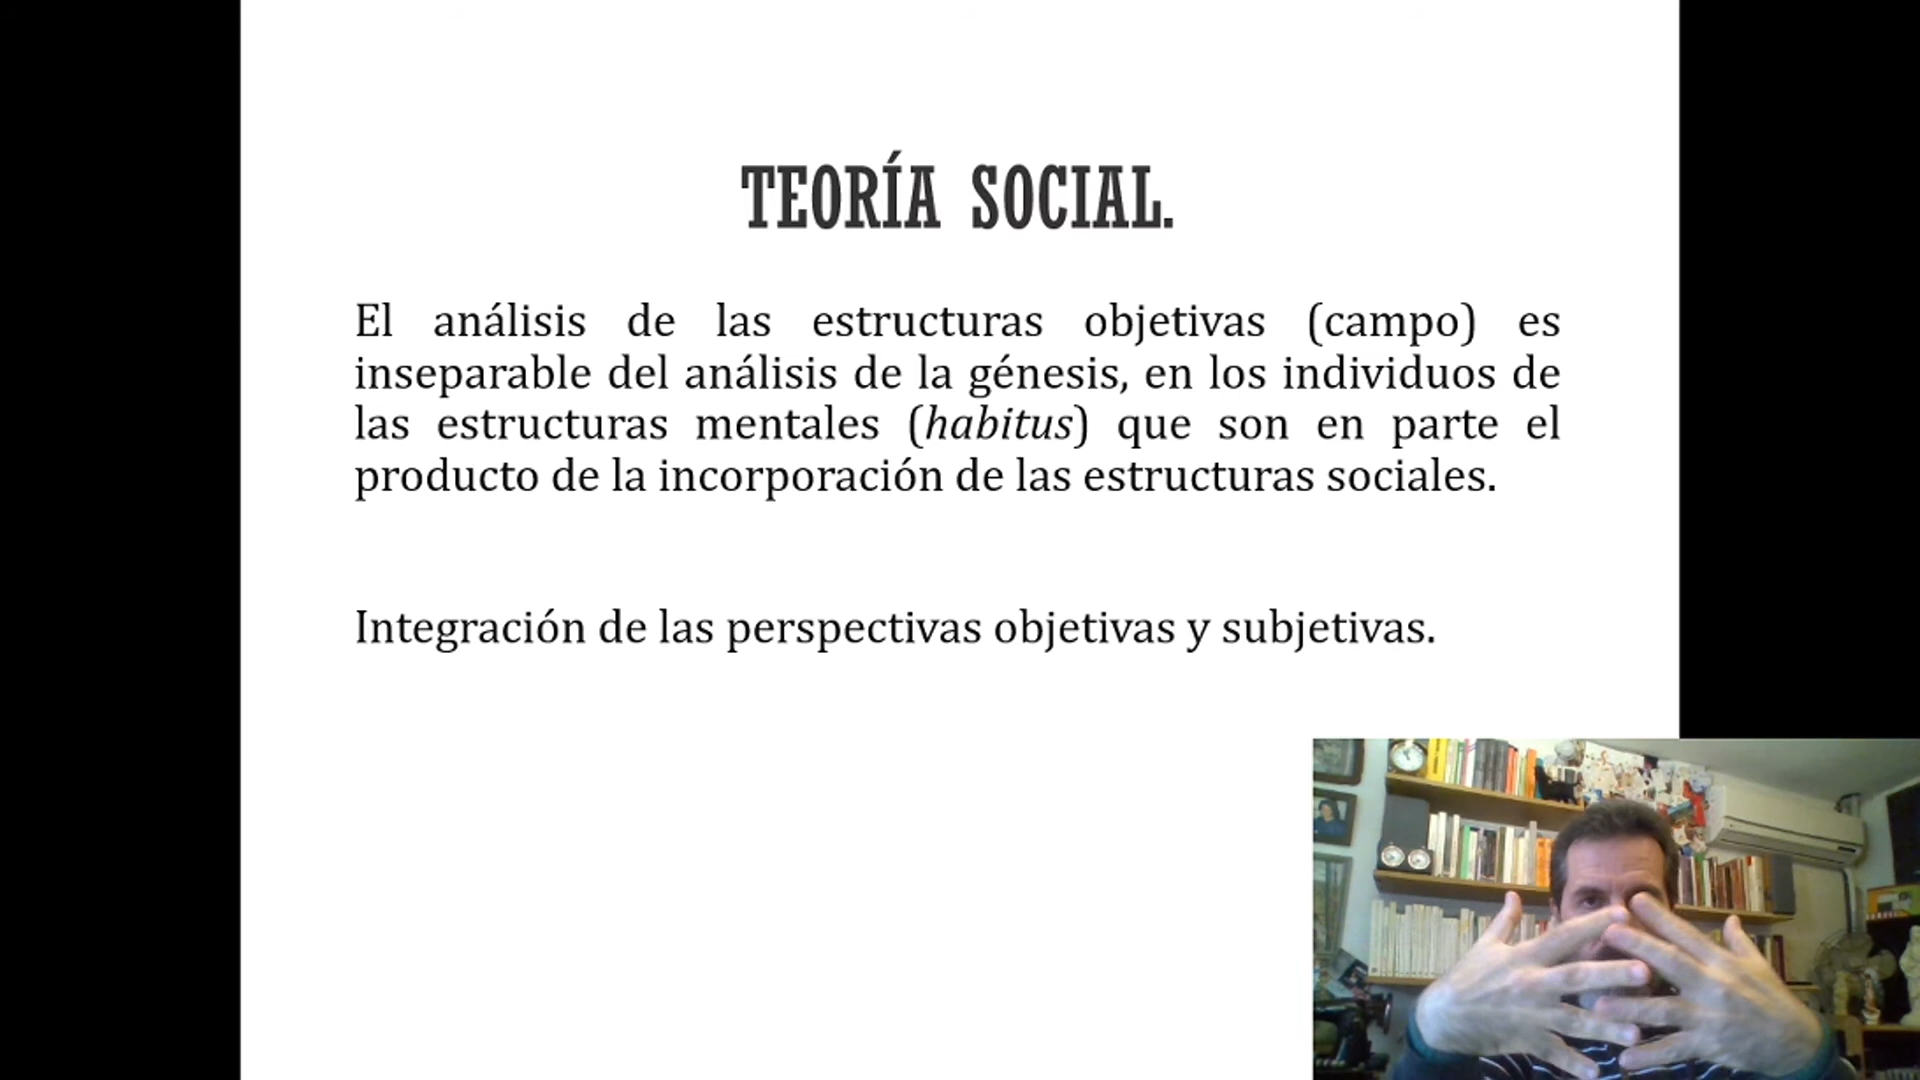 TEORÍA SOCIAL.
El análisis de las estructuras objetivas (campo) es
inseparable del análisis de la génesis, en los individuos de
las estructuras mentales (habitus) que son en parte el
producto de la incorporación de las estructuras sociales.
Integración de las perspectivas objetivas y subjetivas.